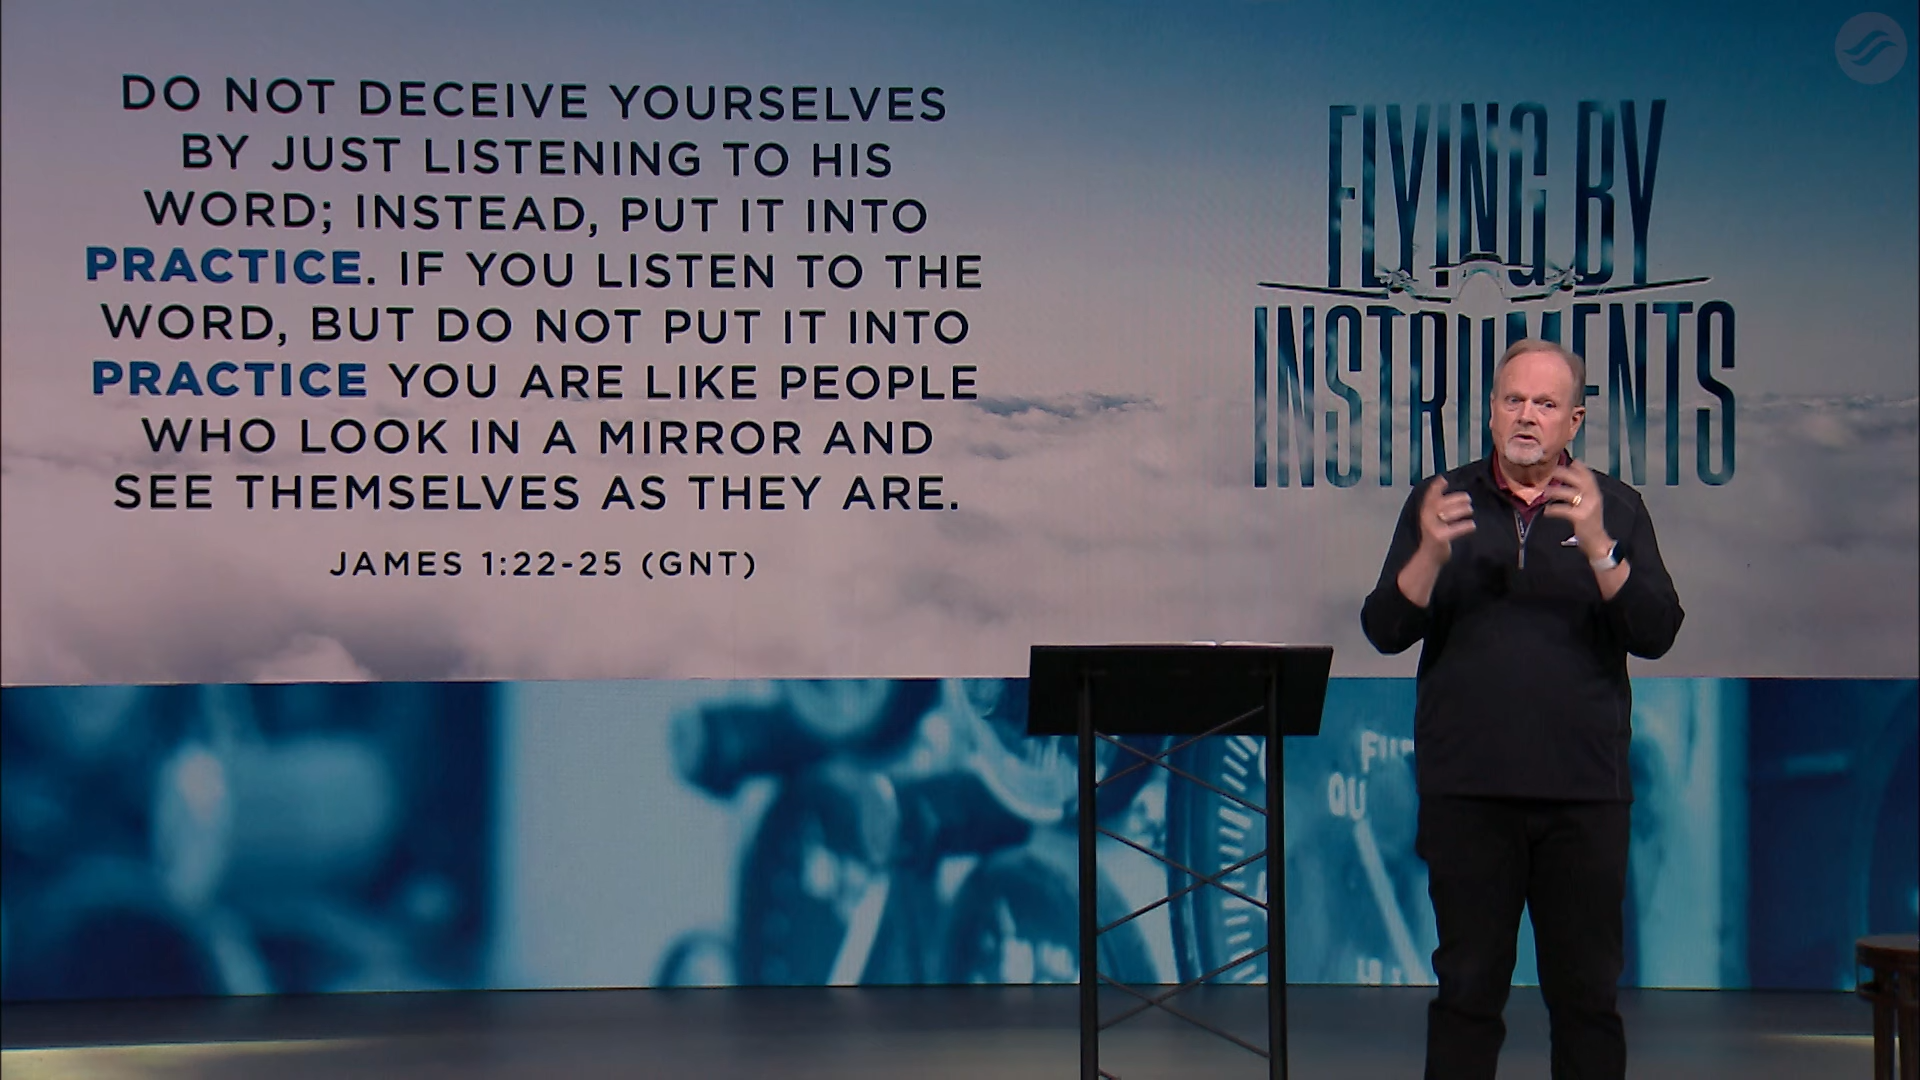 DO NOT DECEIVE YOURSELVES
BY JUST LISTENING TO HIS
WORD; INSTEAD, PUT IT INTO
PRACTICE. IF YOU LISTEN TO THE
WORD, BUT DO NOT PUT IT INTO
PRACTICE YOU ARE LIKE PEOPLE
WHO LOOK IN A MIRROR AND
SEE THEMSELVES AS THEY ARE.
JAMES 1:22-25 (GNT)
FLYING BY
INSTRUMENTS